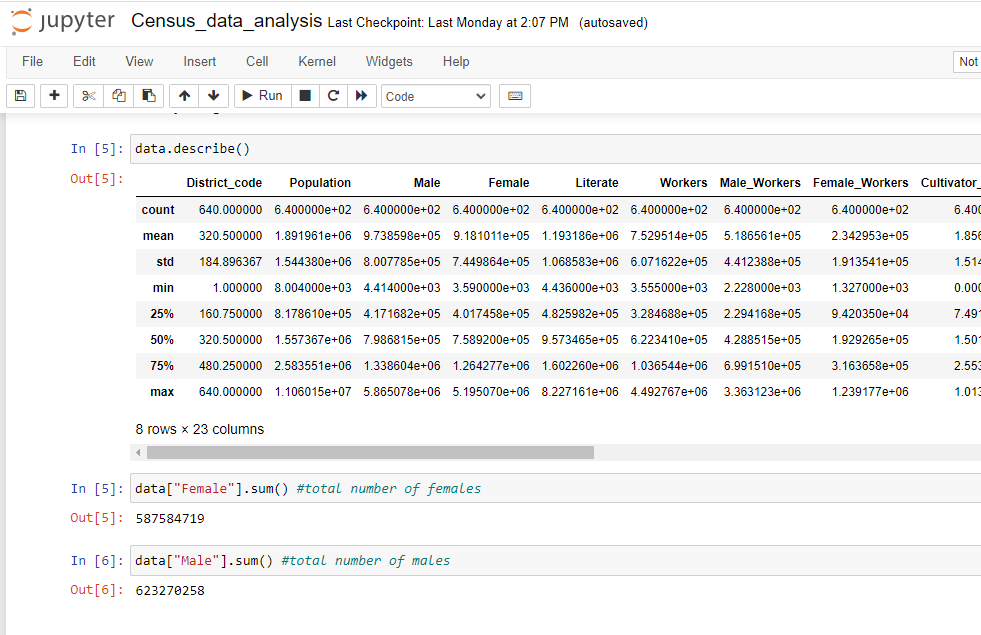 jupyter Census_data_analysis Last Checkpoint: Last Monday at 2:07 PM (autosaved)
File Edit View Insert Cell Kernel Widgets Help Not
Run Code
In [5]: data.describe()
Out[5]:
District_code Population Male Female Literate Workers Male_Workers Female_Workers Cultivator_
count 640.000000 6.400000e+02 6.400000e+02 6.400000e+02 6.400000e+02 6.400000e+02 6.400000e+02 6.400000e+02 6.400
mean 320.500000 1.891961e+06 9.738598e+05 9.181011e+05 1.193186e+06 7.529514e+05 5.186561e+05 2.342953e+05 1.856
std 184.896367 1.544380e+06 8.007785e+05 7.449864e+05 1.068583e+06 6.071622e+05 4.412388e+05 1.913541e+05 1.514
min 1.000000 8.004000e+03 4.414000e+03 3.590000e+03 4.436000e+03 3.555000e+03 2.228000e+03 1.327000e+03 0.000
25% 160.750000 8.178610e+05 4.171682e+05 4.017458e+05 4.825982e+05 3.284688e+05 2.294168e+05 9.420350e+04 7.491
50% 320.500000 1.557367e+06 7.986815e+05 7.589200e+05 9.573465e+05 6.223410e+05 4.288515e+05 1.929265e+05 1.501
75% 480.250000 2.583551e+06 1.338604e+06 1.264277e+06 1.602260e+06 1.036544e+06 6.991510e+05 3.163658e+05 2.553
max 640.000000 1.106015e+07 5.865078e+06 5.195070e+06 8.227161e+06 4.492767e+06 3.363123e+06 1.239177e+06 1.013
8 rows × 23 columns
In [5]: data["Female"].sum() #total number of females
Out[5]: 587584719
In [6]: data["Male"].sum() #total number of males
Out[6]: 623270258